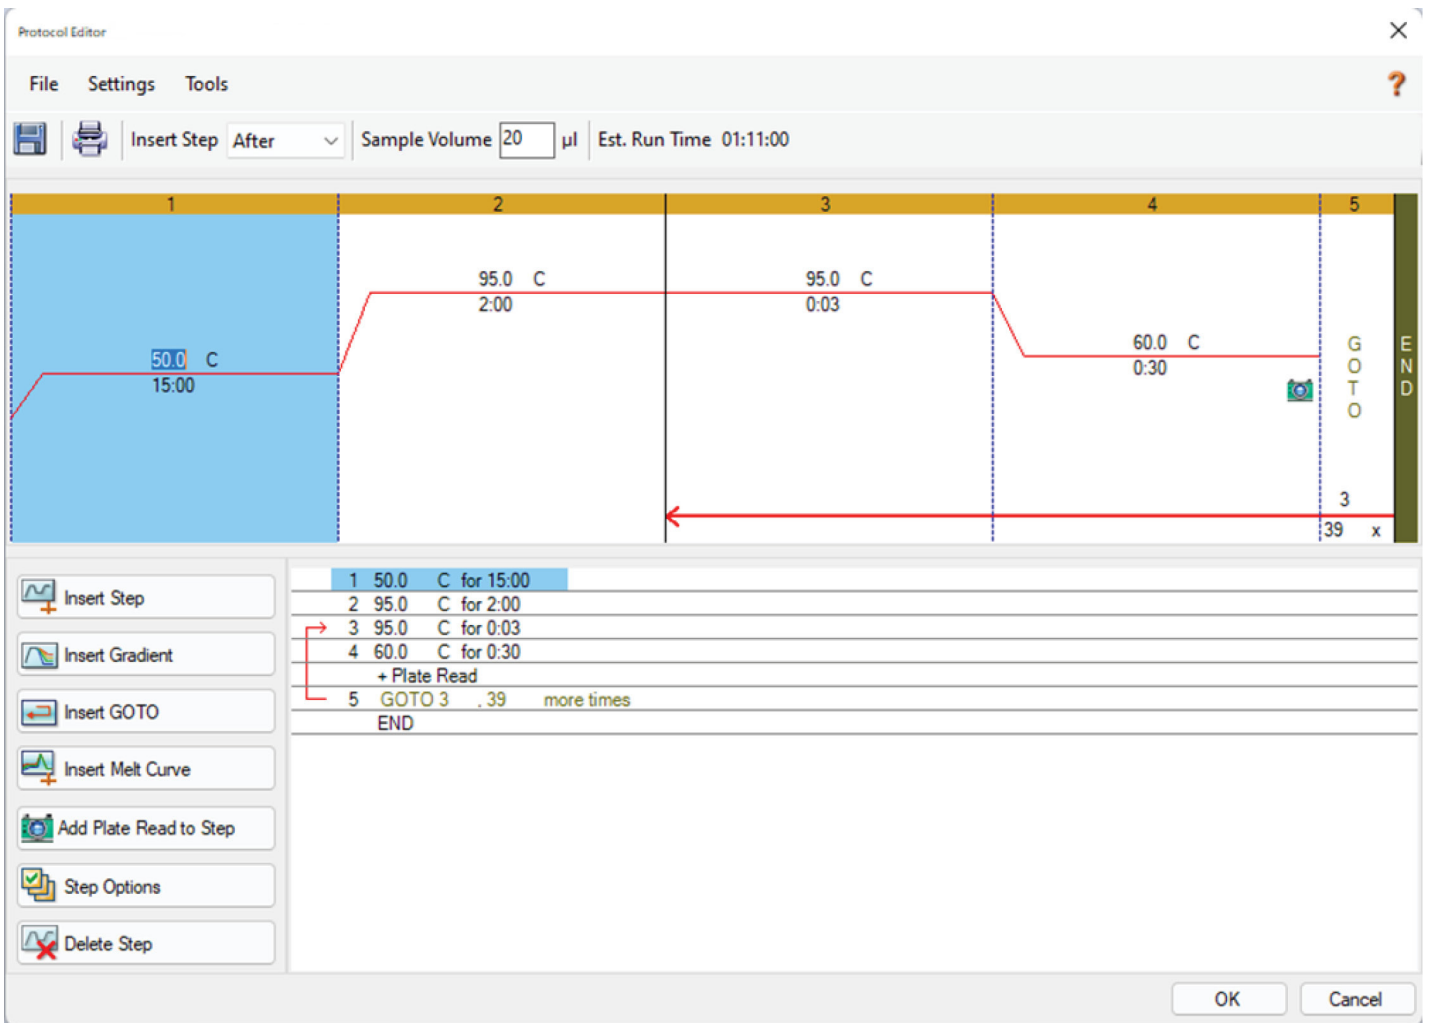 Protocol Editor
File Settings Tools
?
Insert Step After Sample Volume 20 µl Est. Run Time 01:11:00
1 2 3 4 5
95.0 C 95.0 C
2:00 0:03
60.0 C
0:30
50.0 C
15:00
GOTO
END
3
39 x
Insert Step
Insert Gradient
Insert GOTO
Insert Melt Curve
Add Plate Read to Step
Step Options
Delete Step
1 50.0 C for 15:00
2 95.0 C for 2:00
3 95.0 C for 0:03
4 60.0 C for 0:30
+ Plate Read
5 GOTO 3 , 39 more times
END
OK Cancel